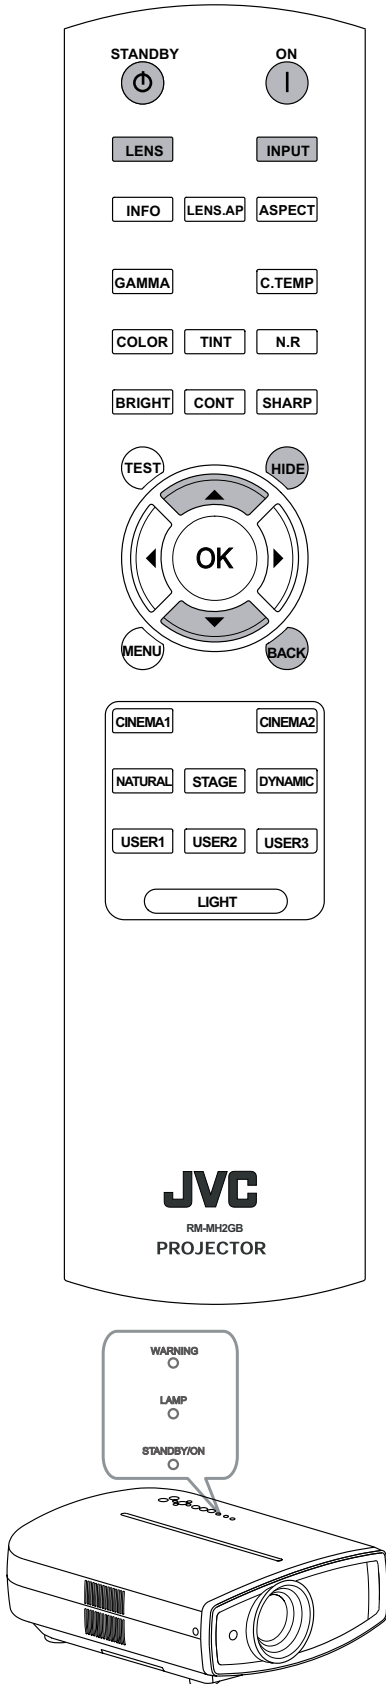 STANDBY ON
LENS INPUT
INFO LENS.AP ASPECT
GAMMA C.TEMP
COLOR TINT N.R
BRIGHT CONT SHARP
TEST HIDE
OK
MENU BACK
CINEMA1 CINEMA2
NATURAL STAGE DYNAMIC
USER1 USER2 USER3
LIGHT
JVC
RM-MH2GB
PROJECTOR
WARNING
LAMP
STANDBY/ON